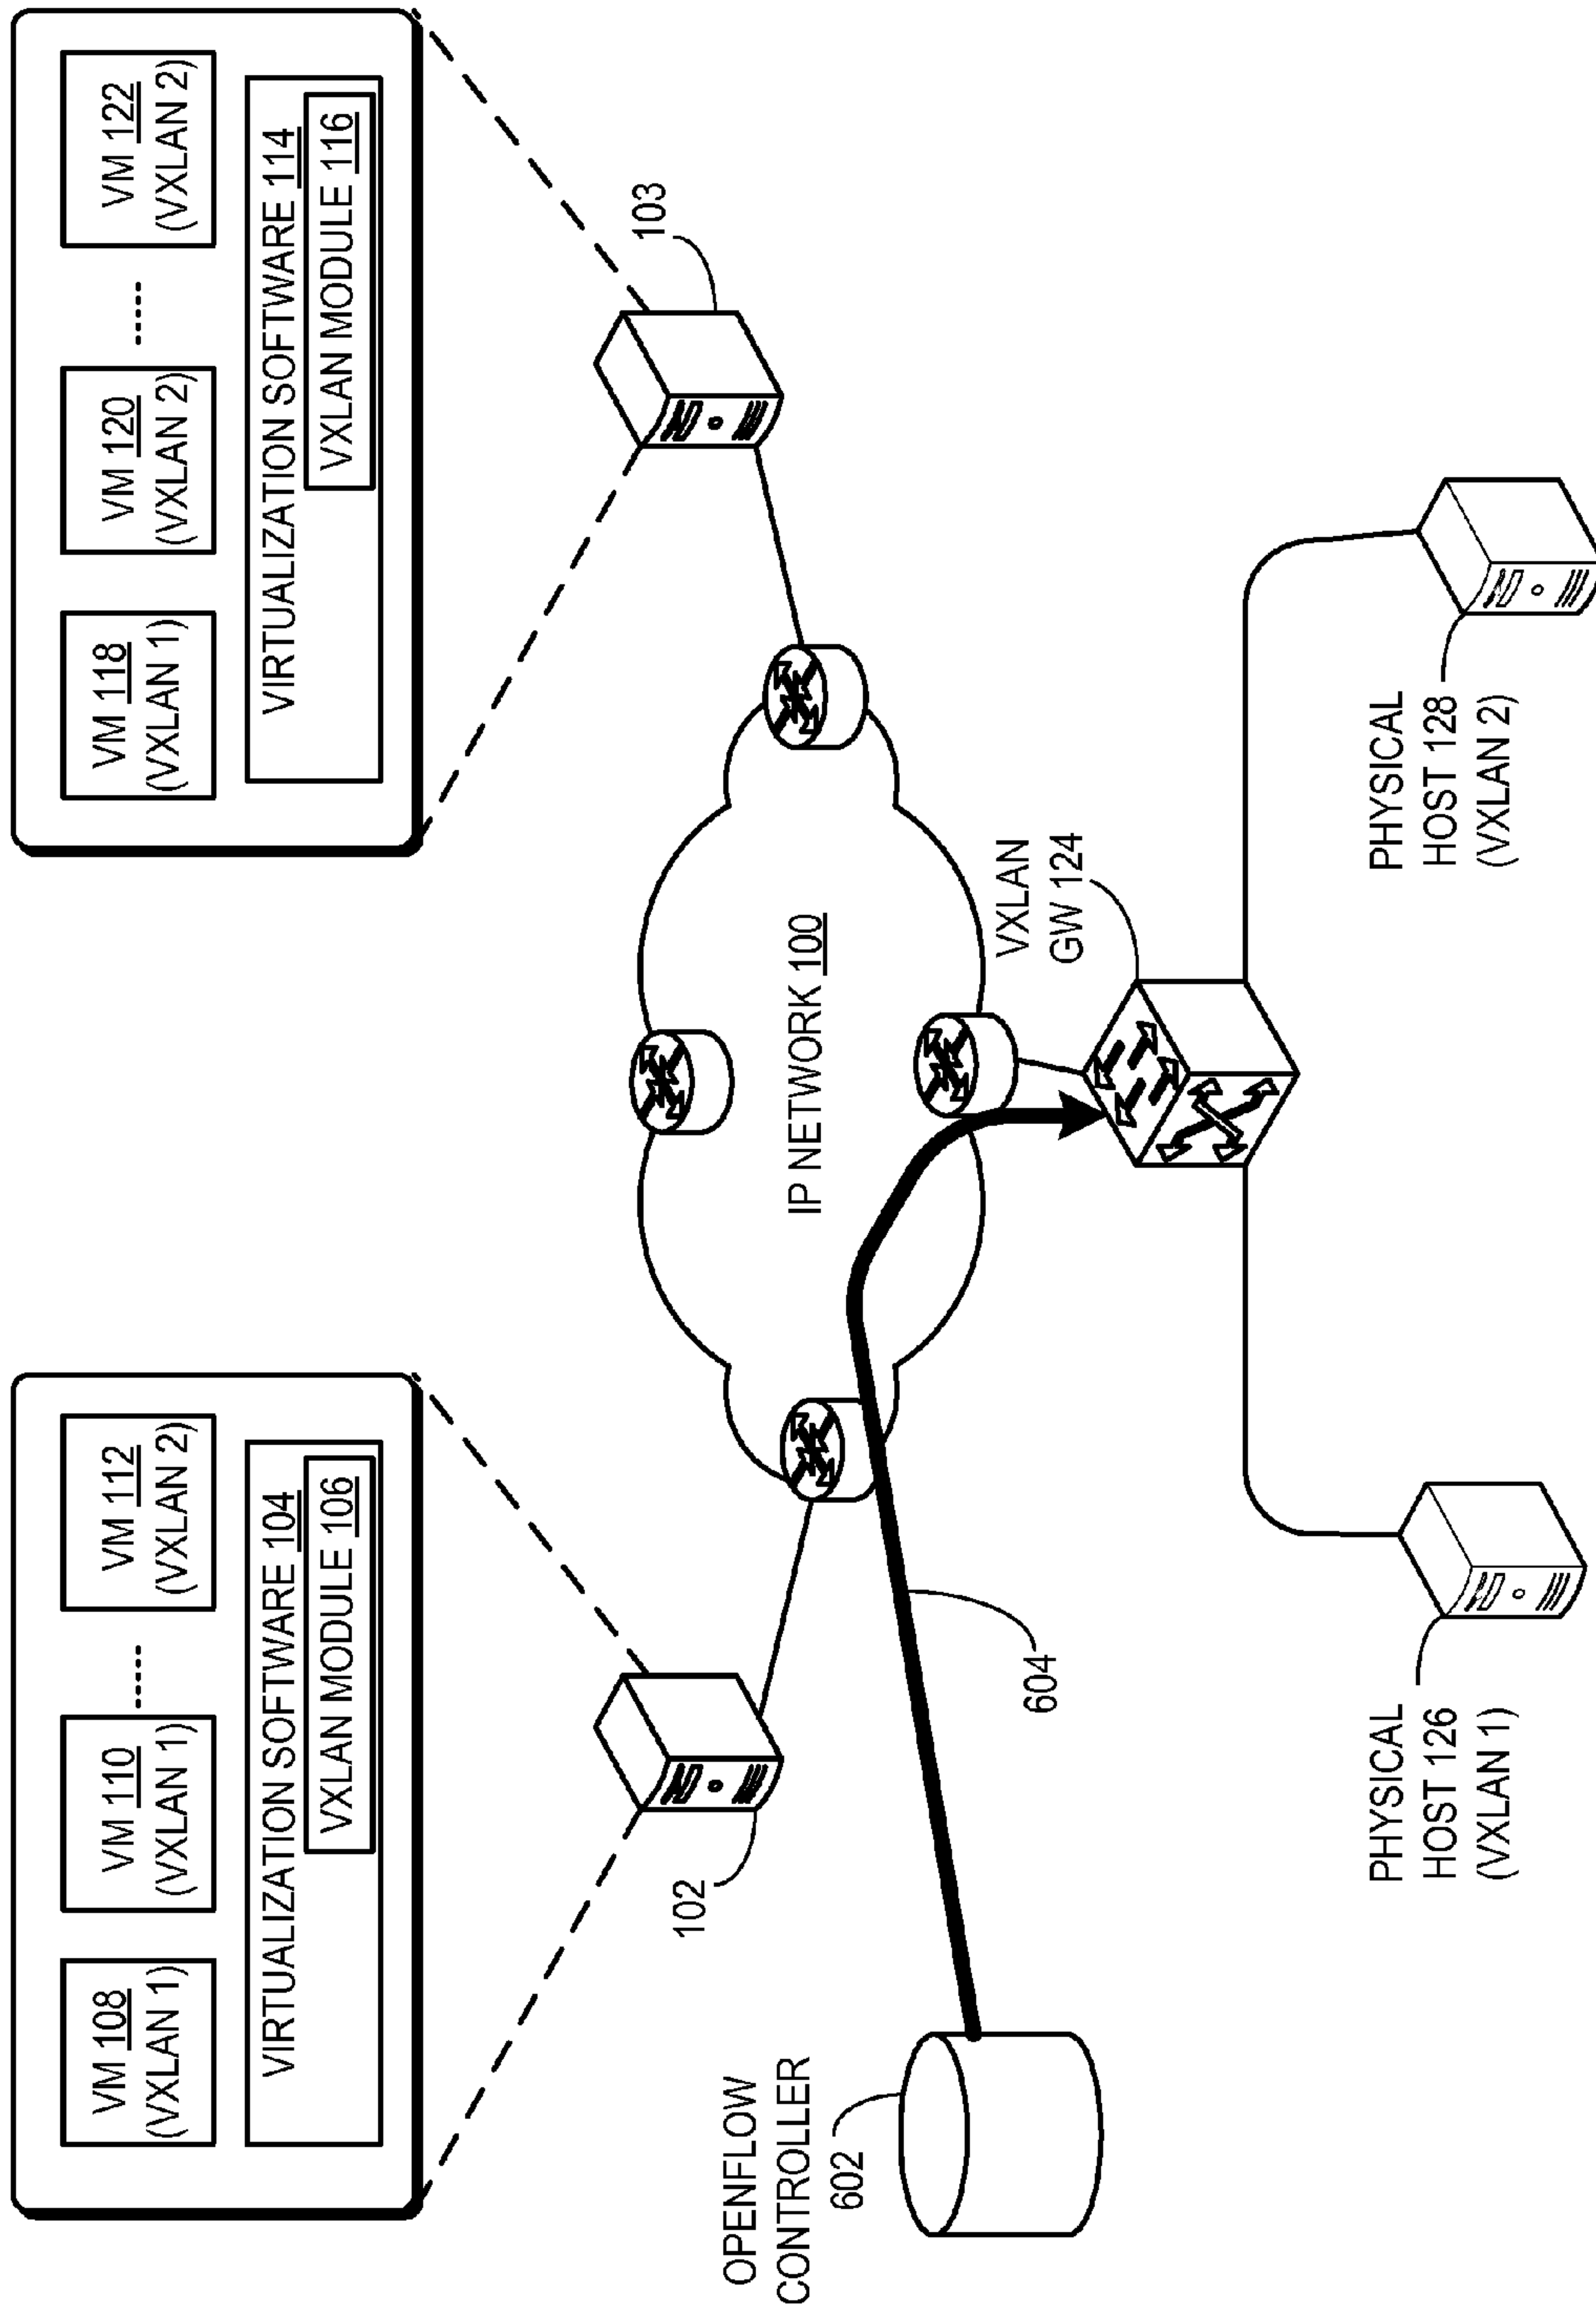 VM 108
(VXLAN 1)
VM 110
(VXLAN 1)
VM 112
(VXLAN 2)
VIRTUALIZATION SOFTWARE 104
VXLAN MODULE 106
VM 118
(VXLAN 1)
VM 120
(VXLAN 2)
VM 122
(VXLAN 2)
VIRTUALIZATION SOFTWARE 114
VXLAN MODULE 116
102
103
IP NETWORK 100
OPENFLOW
CONTROLLER
602
604
VXLAN
GW 124
PHYSICAL
HOST 126
(VXLAN 1)
PHYSICAL
HOST 128
(VXLAN 2)